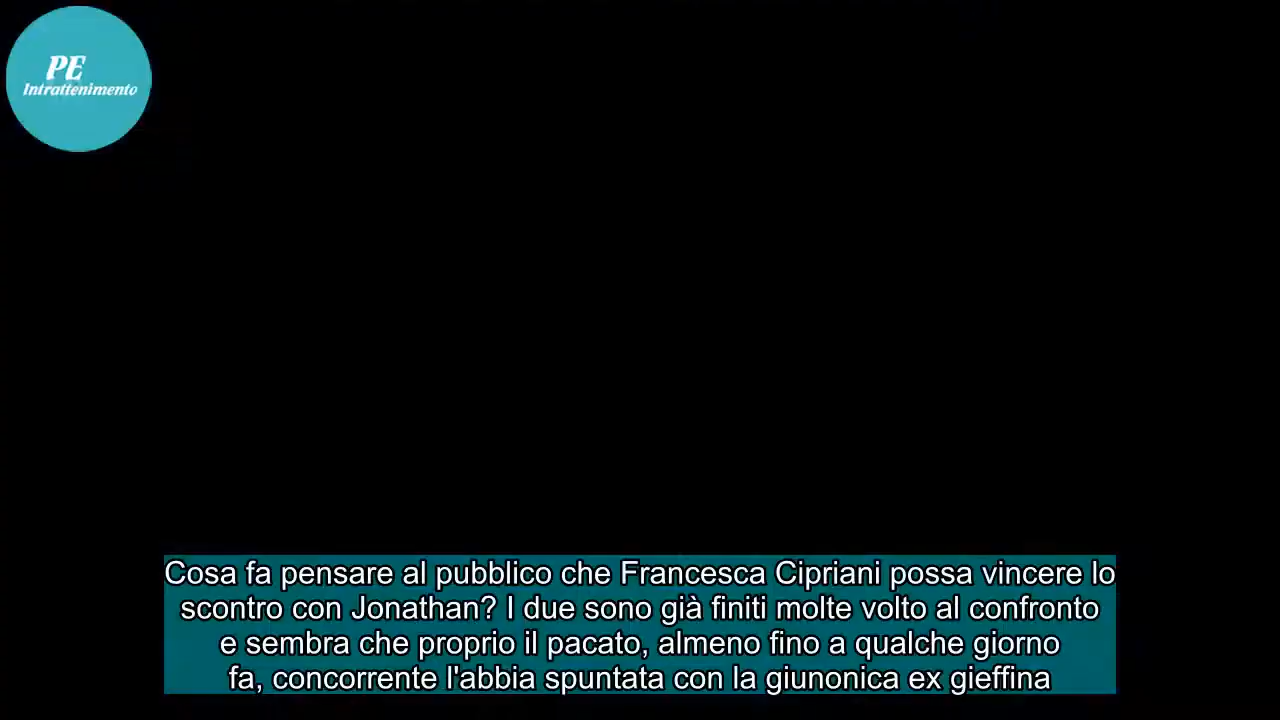 PE
Intrattenimento
Cosa fa pensare al pubblico che Francesca Cipriani possa vincere lo
scontro con Jonathan? I due sono già finiti molte volto al confronto
e sembra che proprio il pacato, almeno fino a qualche giorno
fa, concorrente l'abbia spuntata con la giunonica ex gieffina